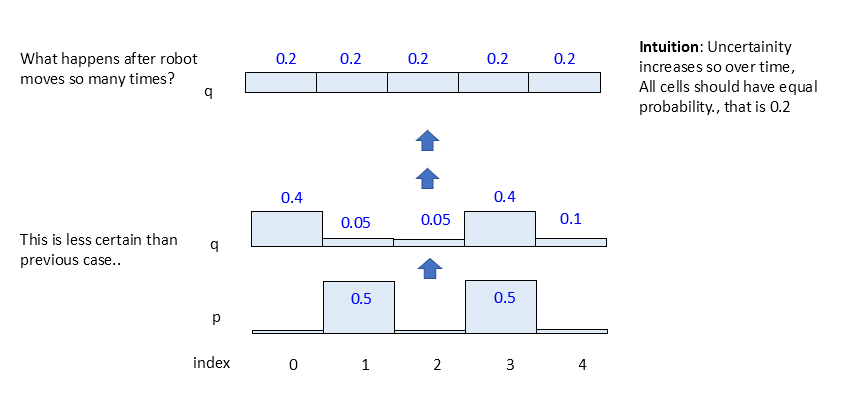 What happens after robot
moves so many times?
q
0.2 0.2 0.2 0.2 0.2
Intuition: Uncertainity
increases so over time,
All cells should have equal
probability., that is 0.2
This is less certain than
previous case..
q
0.4 0.05 0.05 0.4 0.1
p
0.5 0.5
index 0 1 2 3 4